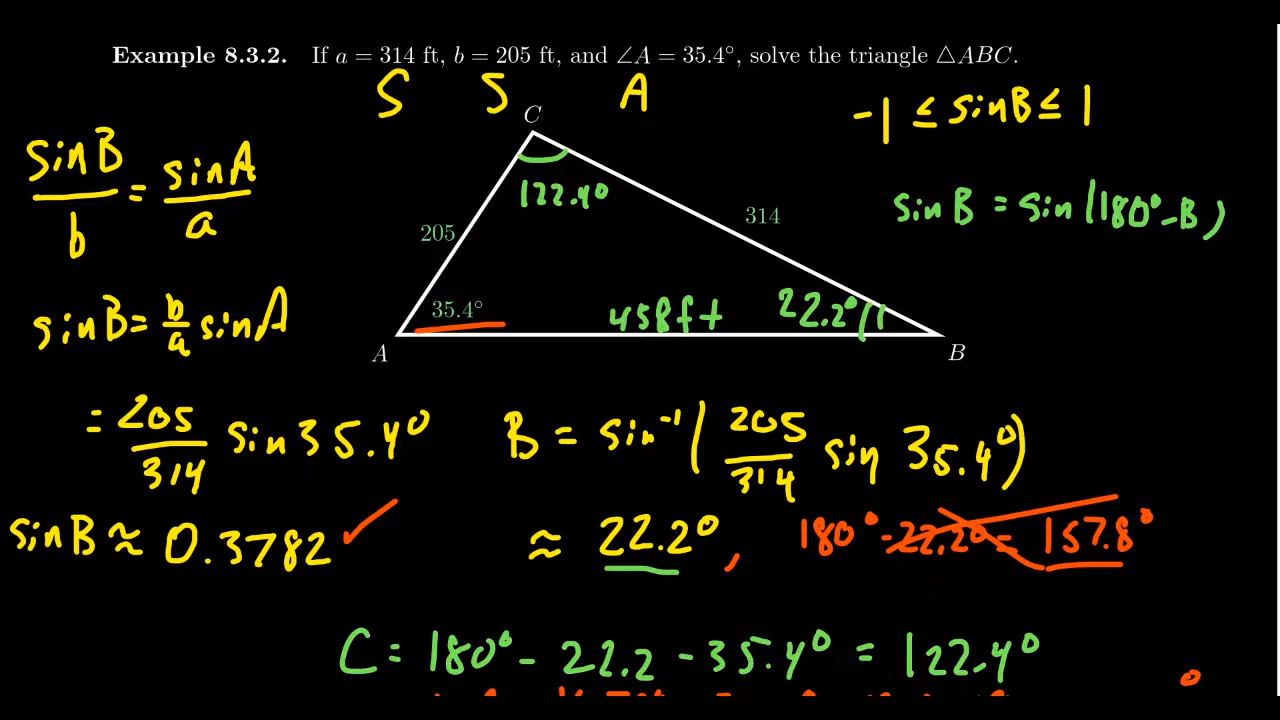 Example 8.3.2. If a = 314 ft, b = 205 ft, and ∠A = 35.4°, solve the triangle △ABC.
S S A
-1 ≤ sinB ≤ 1
sinB/b = sinA/a
sinB = sin(180° - B)
C
122.4°
205
314
35.4°
458ft
22.2°
A
B
sinB = b/a sinA
= 205/314 sin35.4°
B = sin⁻¹(205/314 sin 35.4°)
sinB ≈ 0.3782 ✓
≈ 22.2°, 180° - 22.2° = 157.8°
C = 180° - 22.2 - 35.4° = 122.4°